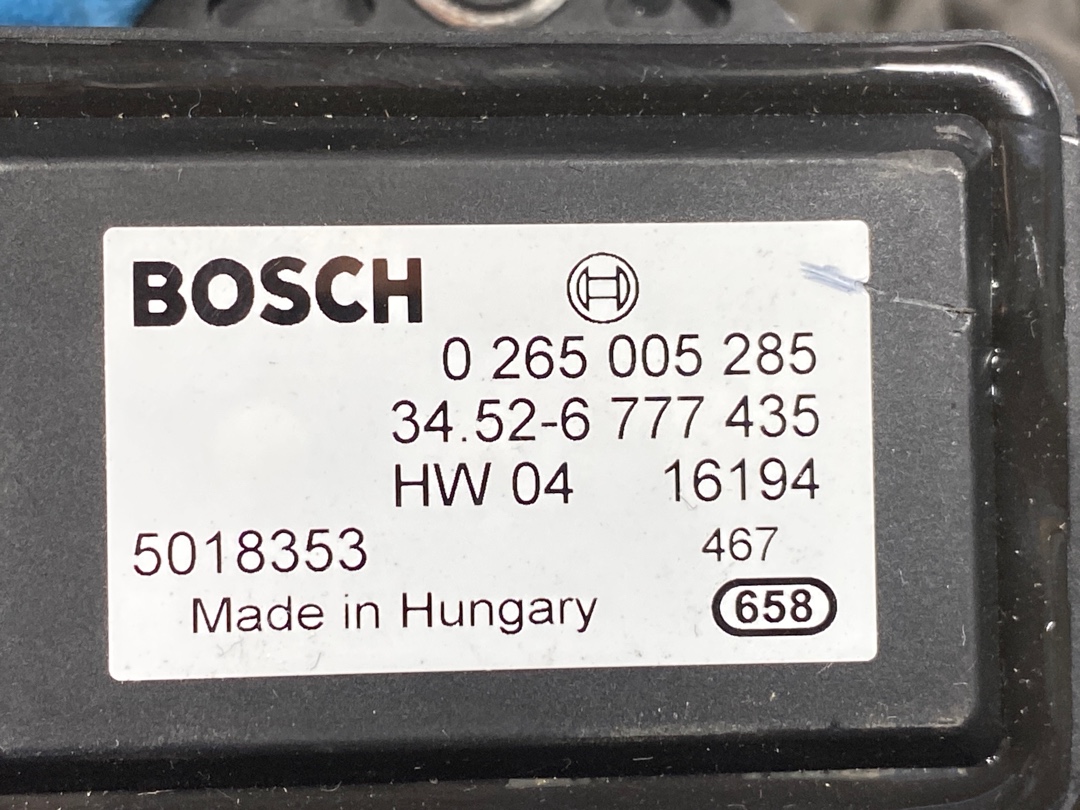 BOSCH
0 265 005 285
34.52-6 777 435
HW 04 16194
5018353 467
Made in Hungary 658